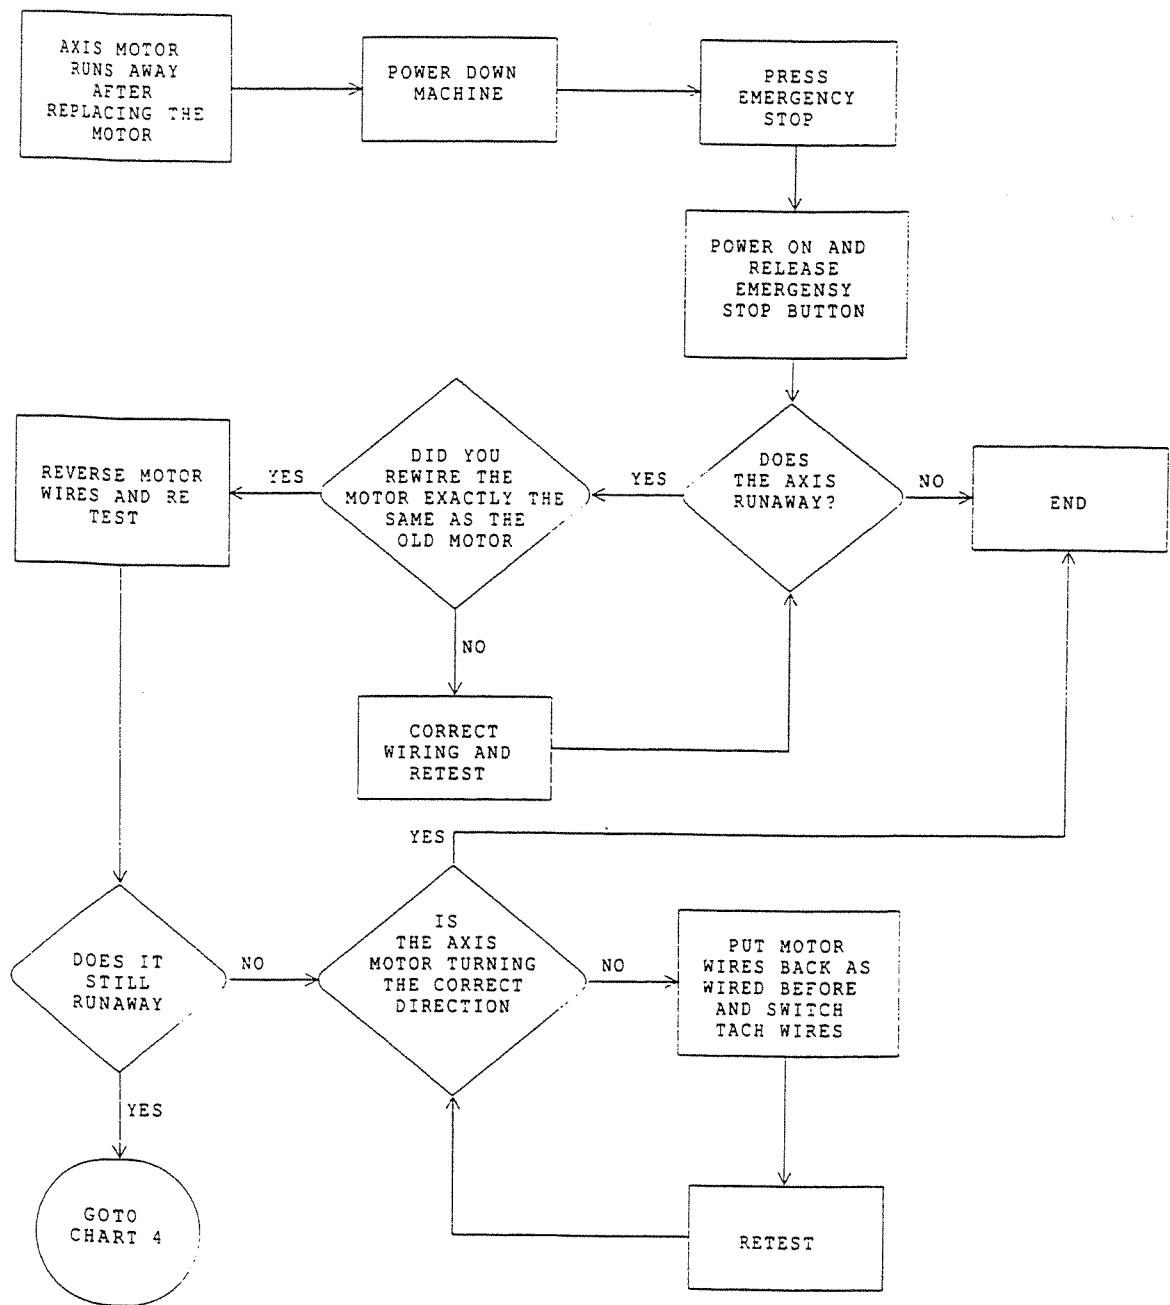 AXIS MOTOR
RUNS AWAY
AFTER
REPLACING THE
MOTOR
POWER DOWN
MACHINE
PRESS
EMERGENCY
STOP
POWER ON AND
RELEASE
EMERGENSY
STOP BUTTON
DOES
THE AXIS
RUNAWAY?
NO
END
YES
DID YOU
REWIRE THE
MOTOR EXACTLY THE
SAME AS THE
OLD MOTOR
YES
REVERSE MOTOR
WIRES AND RE
TEST
NO
CORRECT
WIRING AND
RETEST
DOES IT
STILL
RUNAWAY
NO
YES
GOTO
CHART 4
IS
THE AXIS
MOTOR TURNING
THE CORRECT
DIRECTION
YES
NO
PUT MOTOR
WIRES BACK AS
WIRED BEFORE
AND SWITCH
TACH WIRES
RETEST